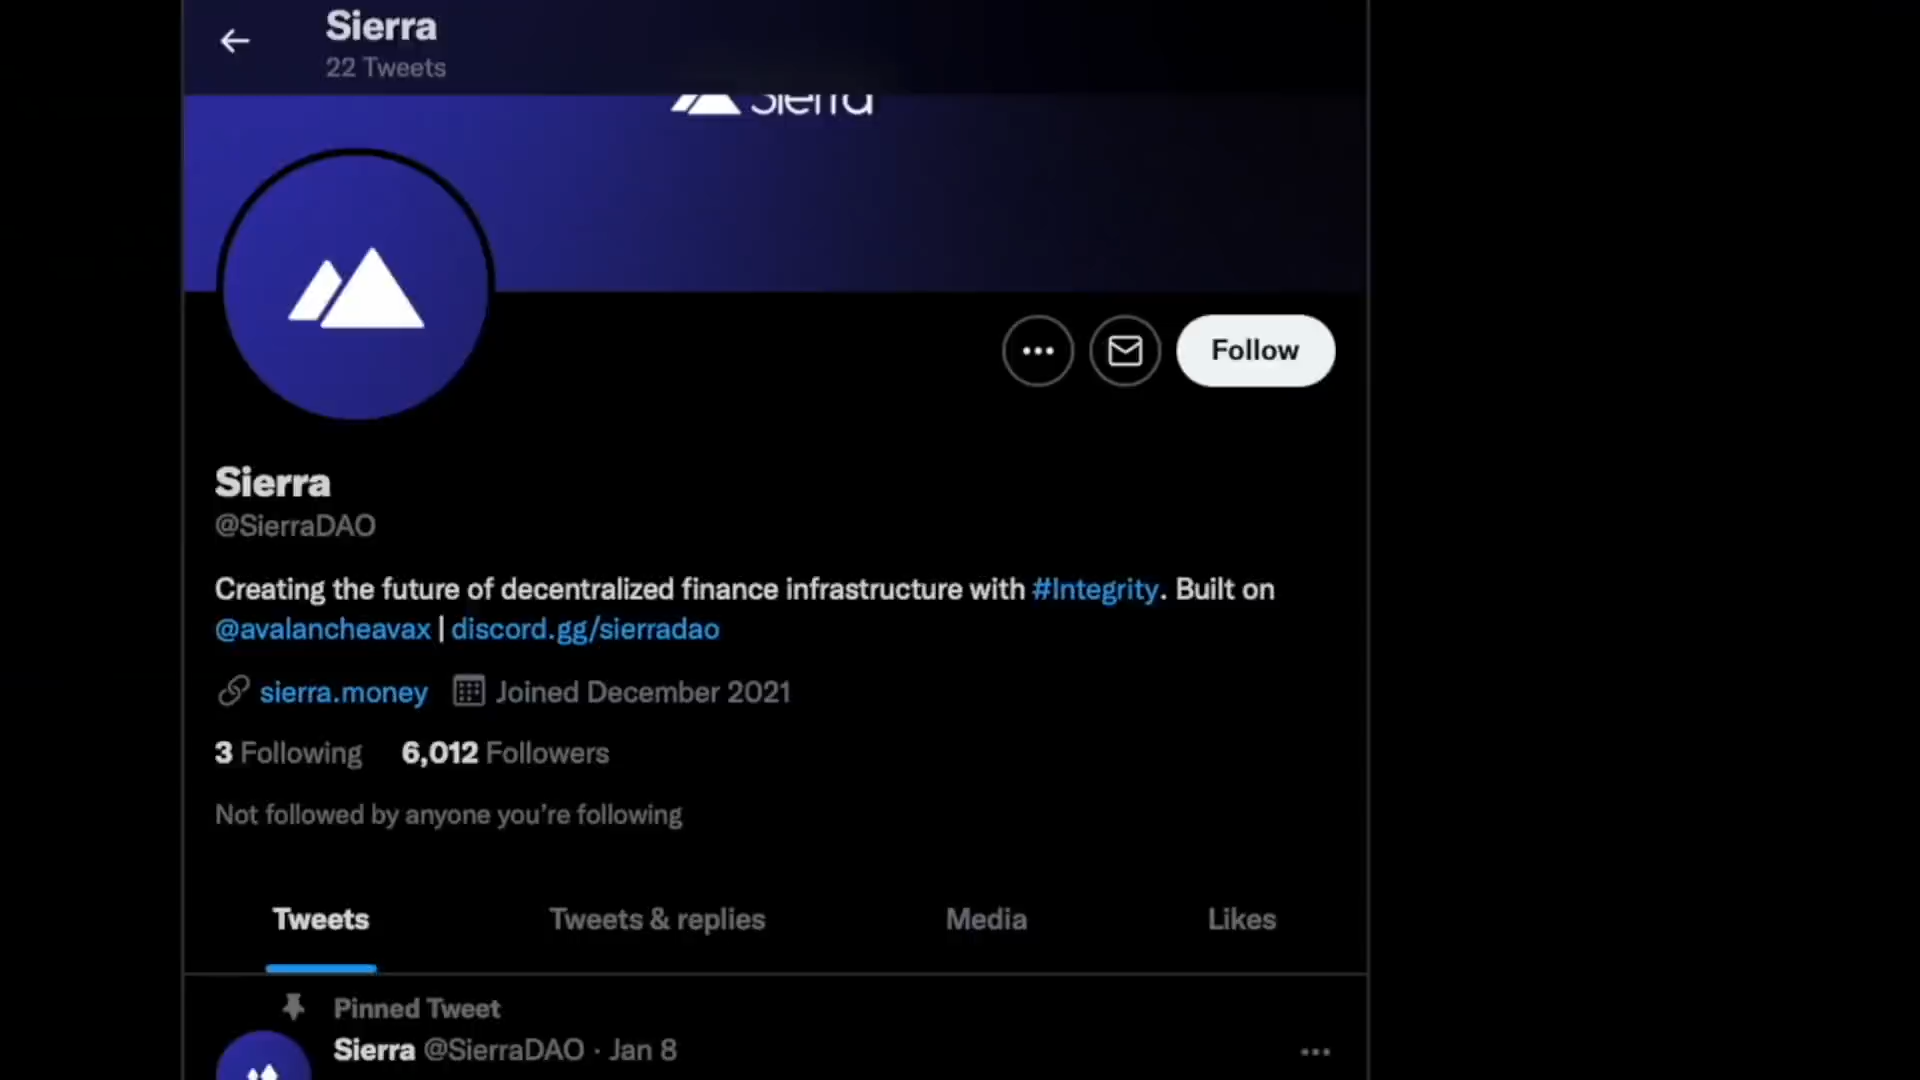 Sierra
22 Tweets
Sierra
Follow
Sierra
@SierraDAO
Creating the future of decentralized finance infrastructure with #Integrity. Built on
@avalancheavax | discord.gg/sierradao
sierra.money Joined December 2021
3 Following 6,012 Followers
Not followed by anyone you’re following
Tweets Tweets & replies Media Likes
Pinned Tweet
Sierra @SierraDAO · Jan 8